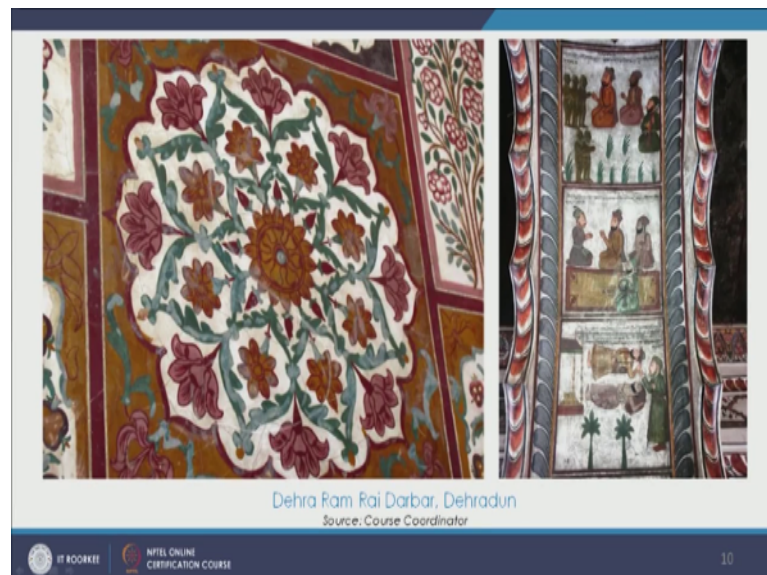 Dehra Ram Rai Darbar, Dehradun
Source: Course Coordinator
IIT ROORKEE
NPTEL ONLINE
CERTIFICATION COURSE
10